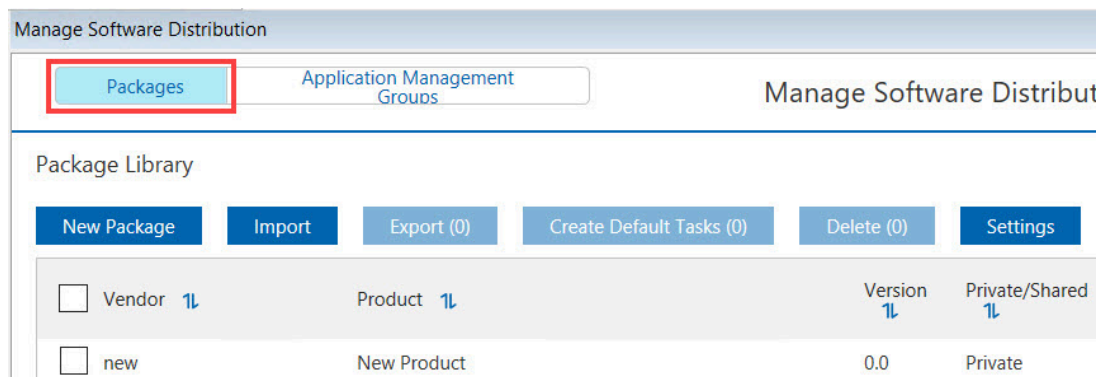 Manage Software Distribution
Packages
Application Management
Groups
Manage Software Distribut
Package Library
New Package Import Export (0) Create Default Tasks (0) Delete (0) Settings
Vendor Product Version Private/Shared
new New Product 0.0 Private